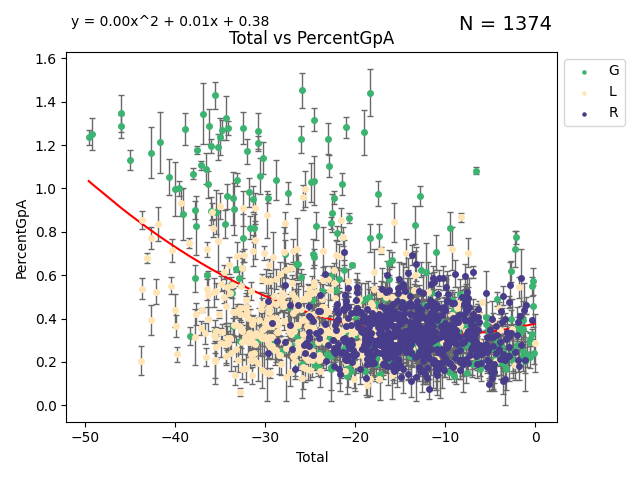 y = 0.00x^2 + 0.01x + 0.38
N = 1374
Total vs PercentGpA
PercentGpA
1.6
1.4
1.2
1.0
0.8
0.6
0.4
0.2
0.0
−50
−40
−30
−20
−10
0
Total
G
L
R